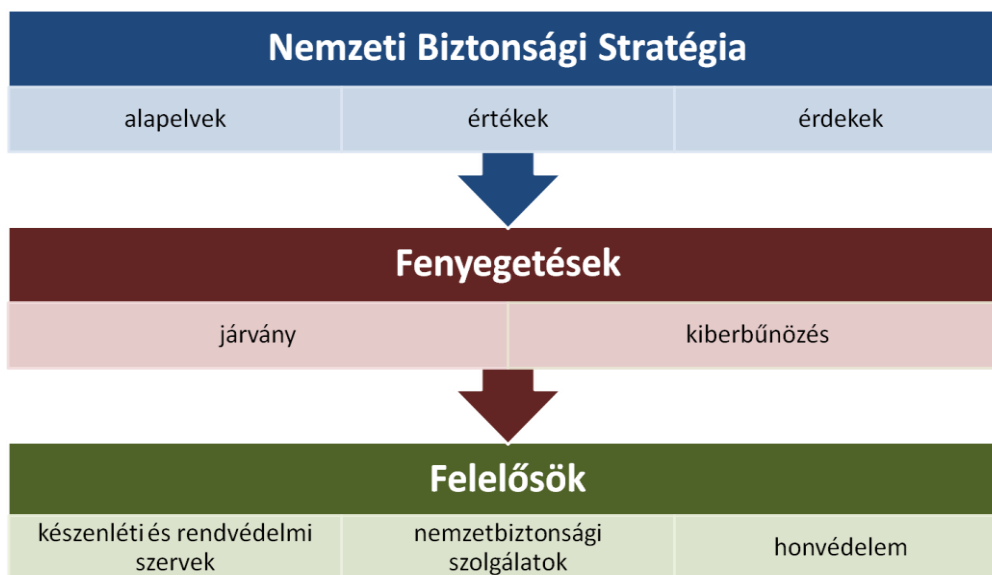 Nemzeti Biztonsági Stratégia
alapelvek
értékek
érdekek
Fenyegetések
járvány
kiberbűnözés
Felelősök
készenléti és rendvédelmi
szervek
nemzetbiztonsági
szolgálatok
honvédelem